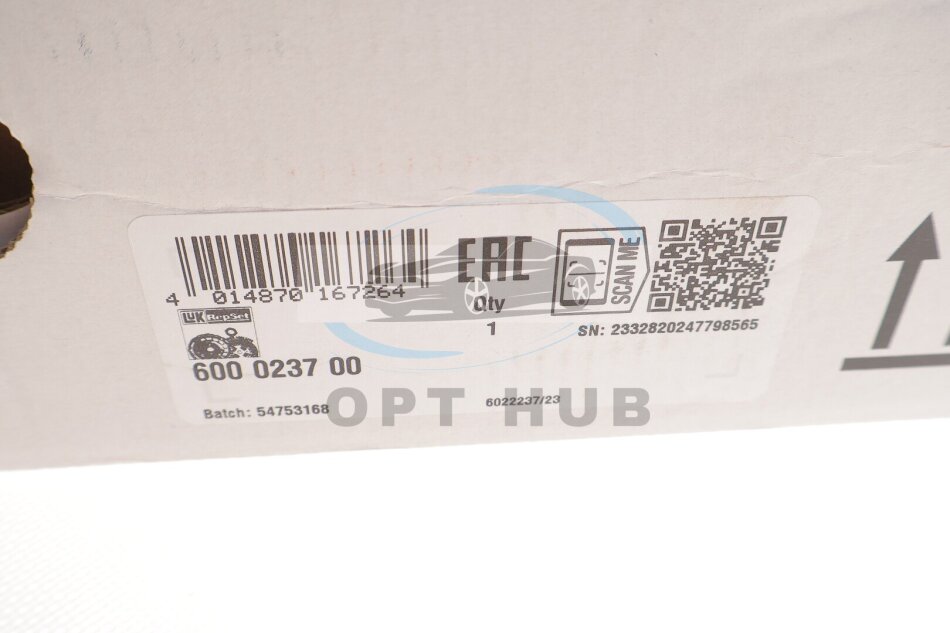 4 014870 167264
EAC
Qty
1
SCAN ME
SN: 2332820247798565
LuK RepSet
600 0237 00
Batch: 54753168
6022237/23
OPT HUB